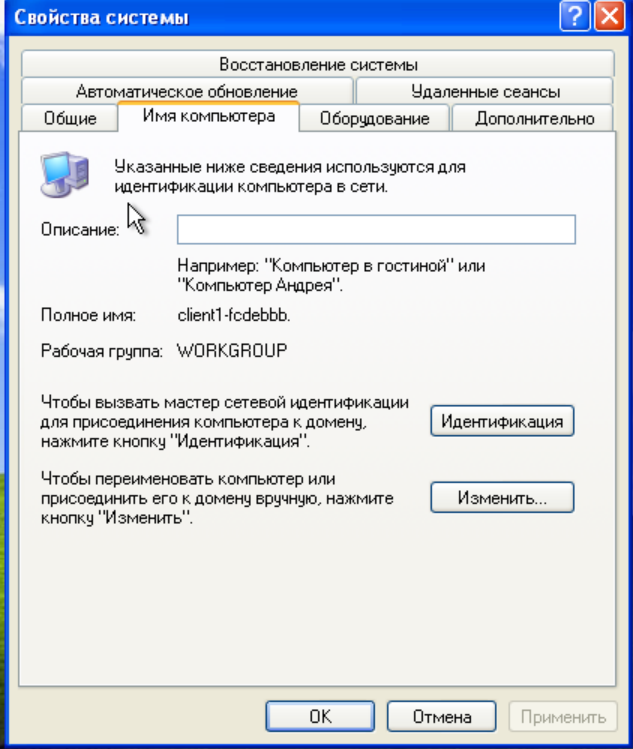 Свойства системы
Восстановление системы
Автоматическое обновление
Удаленные сеансы
Общие
Имя компьютера
Оборудование
Дополнительно
Указанные ниже сведения используются для
идентификации компьютера в сети.
Описание:
Например: "Компьютер в гостиной" или
"Компьютер Андрея".
Полное имя: client1-fcdebbb.
Рабочая группа: WORKGROUP
Чтобы вызвать мастер сетевой идентификации
для присоединения компьютера к домену,
нажмите кнопку "Идентификация".
Идентификация
Чтобы переименовать компьютер или
присоединить его к домену вручную, нажмите
кнопку "Изменить".
Изменить...
OK
Отмена
Применить